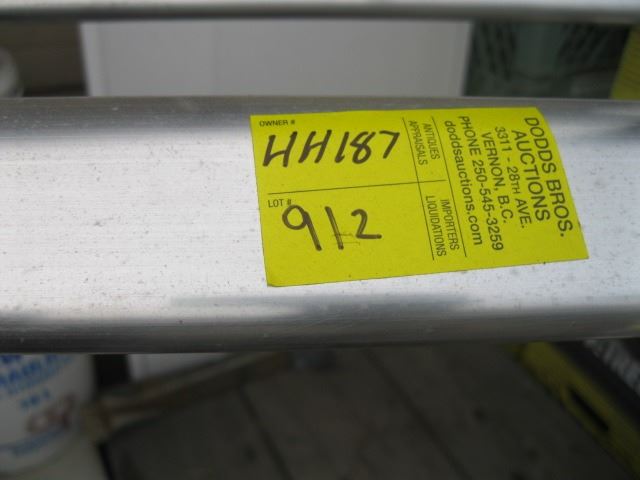 OWNER #
HH187
LOT #
912
ANTIQUES
APPRAISALS
IMPORTERS
LIQUIDATIONS
DODDS BROS.
AUCTIONS
3311 - 28TH AVE.
VERNON, B.C.
PHONE 250-545-3259
doddsauctions.com